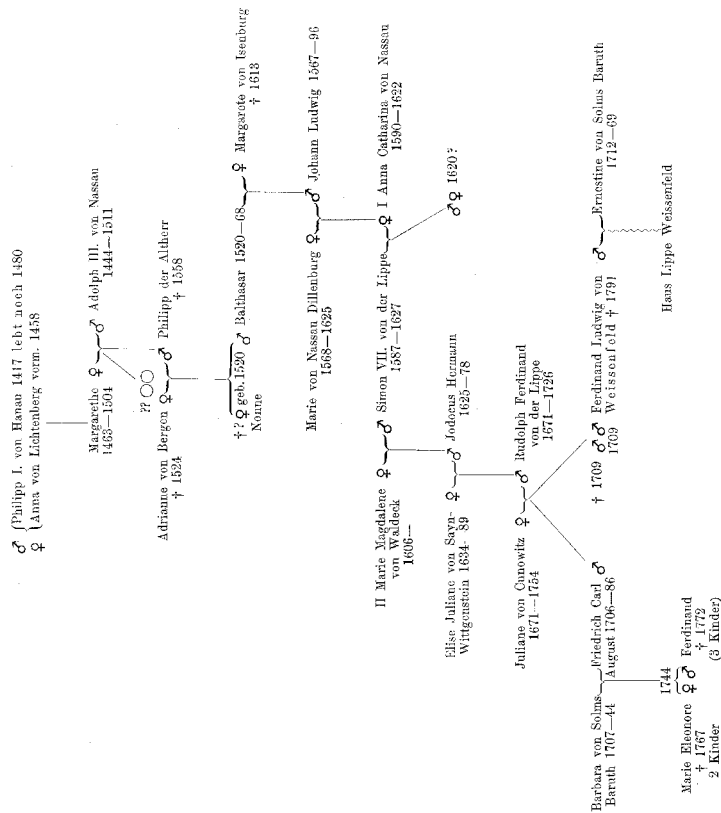 ♂ {Philipp I. von Hanau 1417 lebt noch 1480
♀ {Anna von Lichtenberg verm. 1458
Margarethe ♀ ♂ Adolph III. von Nassau
1463—1504 1444—1511
?? ○○
Adrianne von Bergen ♀ ♂ Philipp der Altherr
† 1524 † 1558
†? ♀ geb. 1520 ♂ Balthasar 1520—68 ♀ Margarete von Isenburg
Nonne † 1613
Marie von Nassau Dillenburg ♀ ♂ Johann Ludwig 1567—96
1568—1625
II Marie Magdalene ♀ ♂ Simon VII. von der Lippe ♀ I Anna Catharina von Nassau
von Waldeck 1587—1627 1590—1622
1606—
♂ ♀ 1620?
Elise Juliane von Sayn- ♀ ♂ Jodocus Hermann
Wittgenstein 1634- 89 1625—78
Juliane von Cunowitz ♀ ♂ Rudolph Ferdinand
1671—1754 von der Lippe
1671—1726
Barbara von Solms Friedrich Carl ♂ † 1709 ♂ ♂ Ferdinand Ludwig von ♂ Ernestine von Solms Baruth
Baruth 1707—44 August 1706—86 1709 Weissenfeld † 1791 1712—69
Haus Lippe Weissenfeld
1744
Marie Eleonore ♀ ♂ Ferdinand
† 1767 † 1772
2 Kinder (3 Kinder)